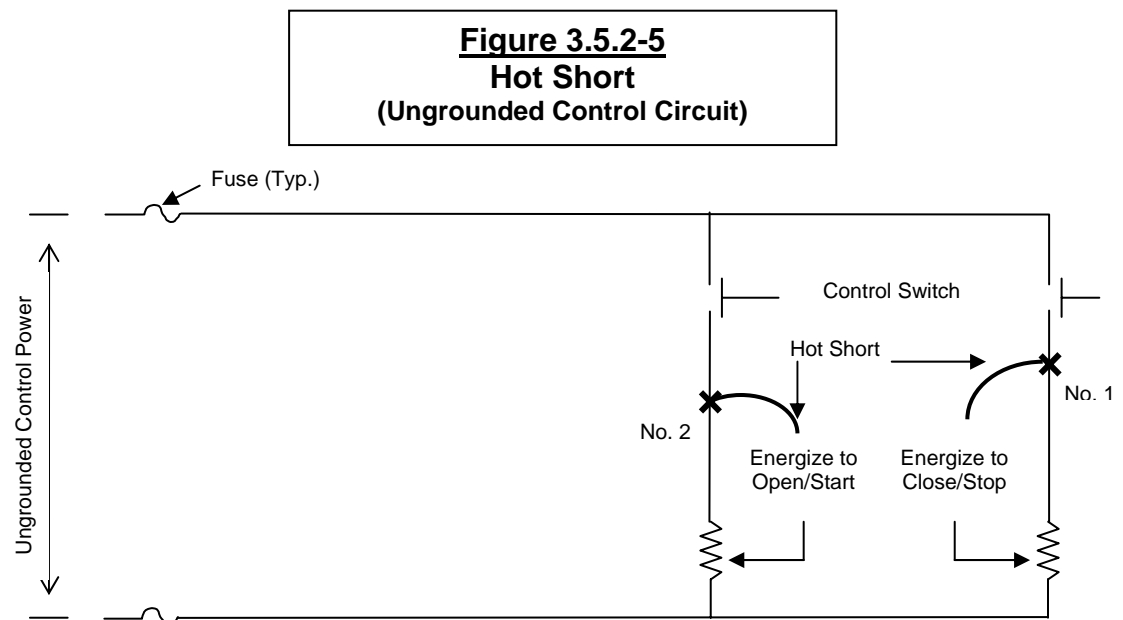 Figure 3.5.2-5
Hot Short
(Ungrounded Control Circuit)
Fuse (Typ.)
Ungrounded Control Power
Control Switch
Hot Short
No. 1
No. 2
Energize to
Open/Start
Energize to
Close/Stop